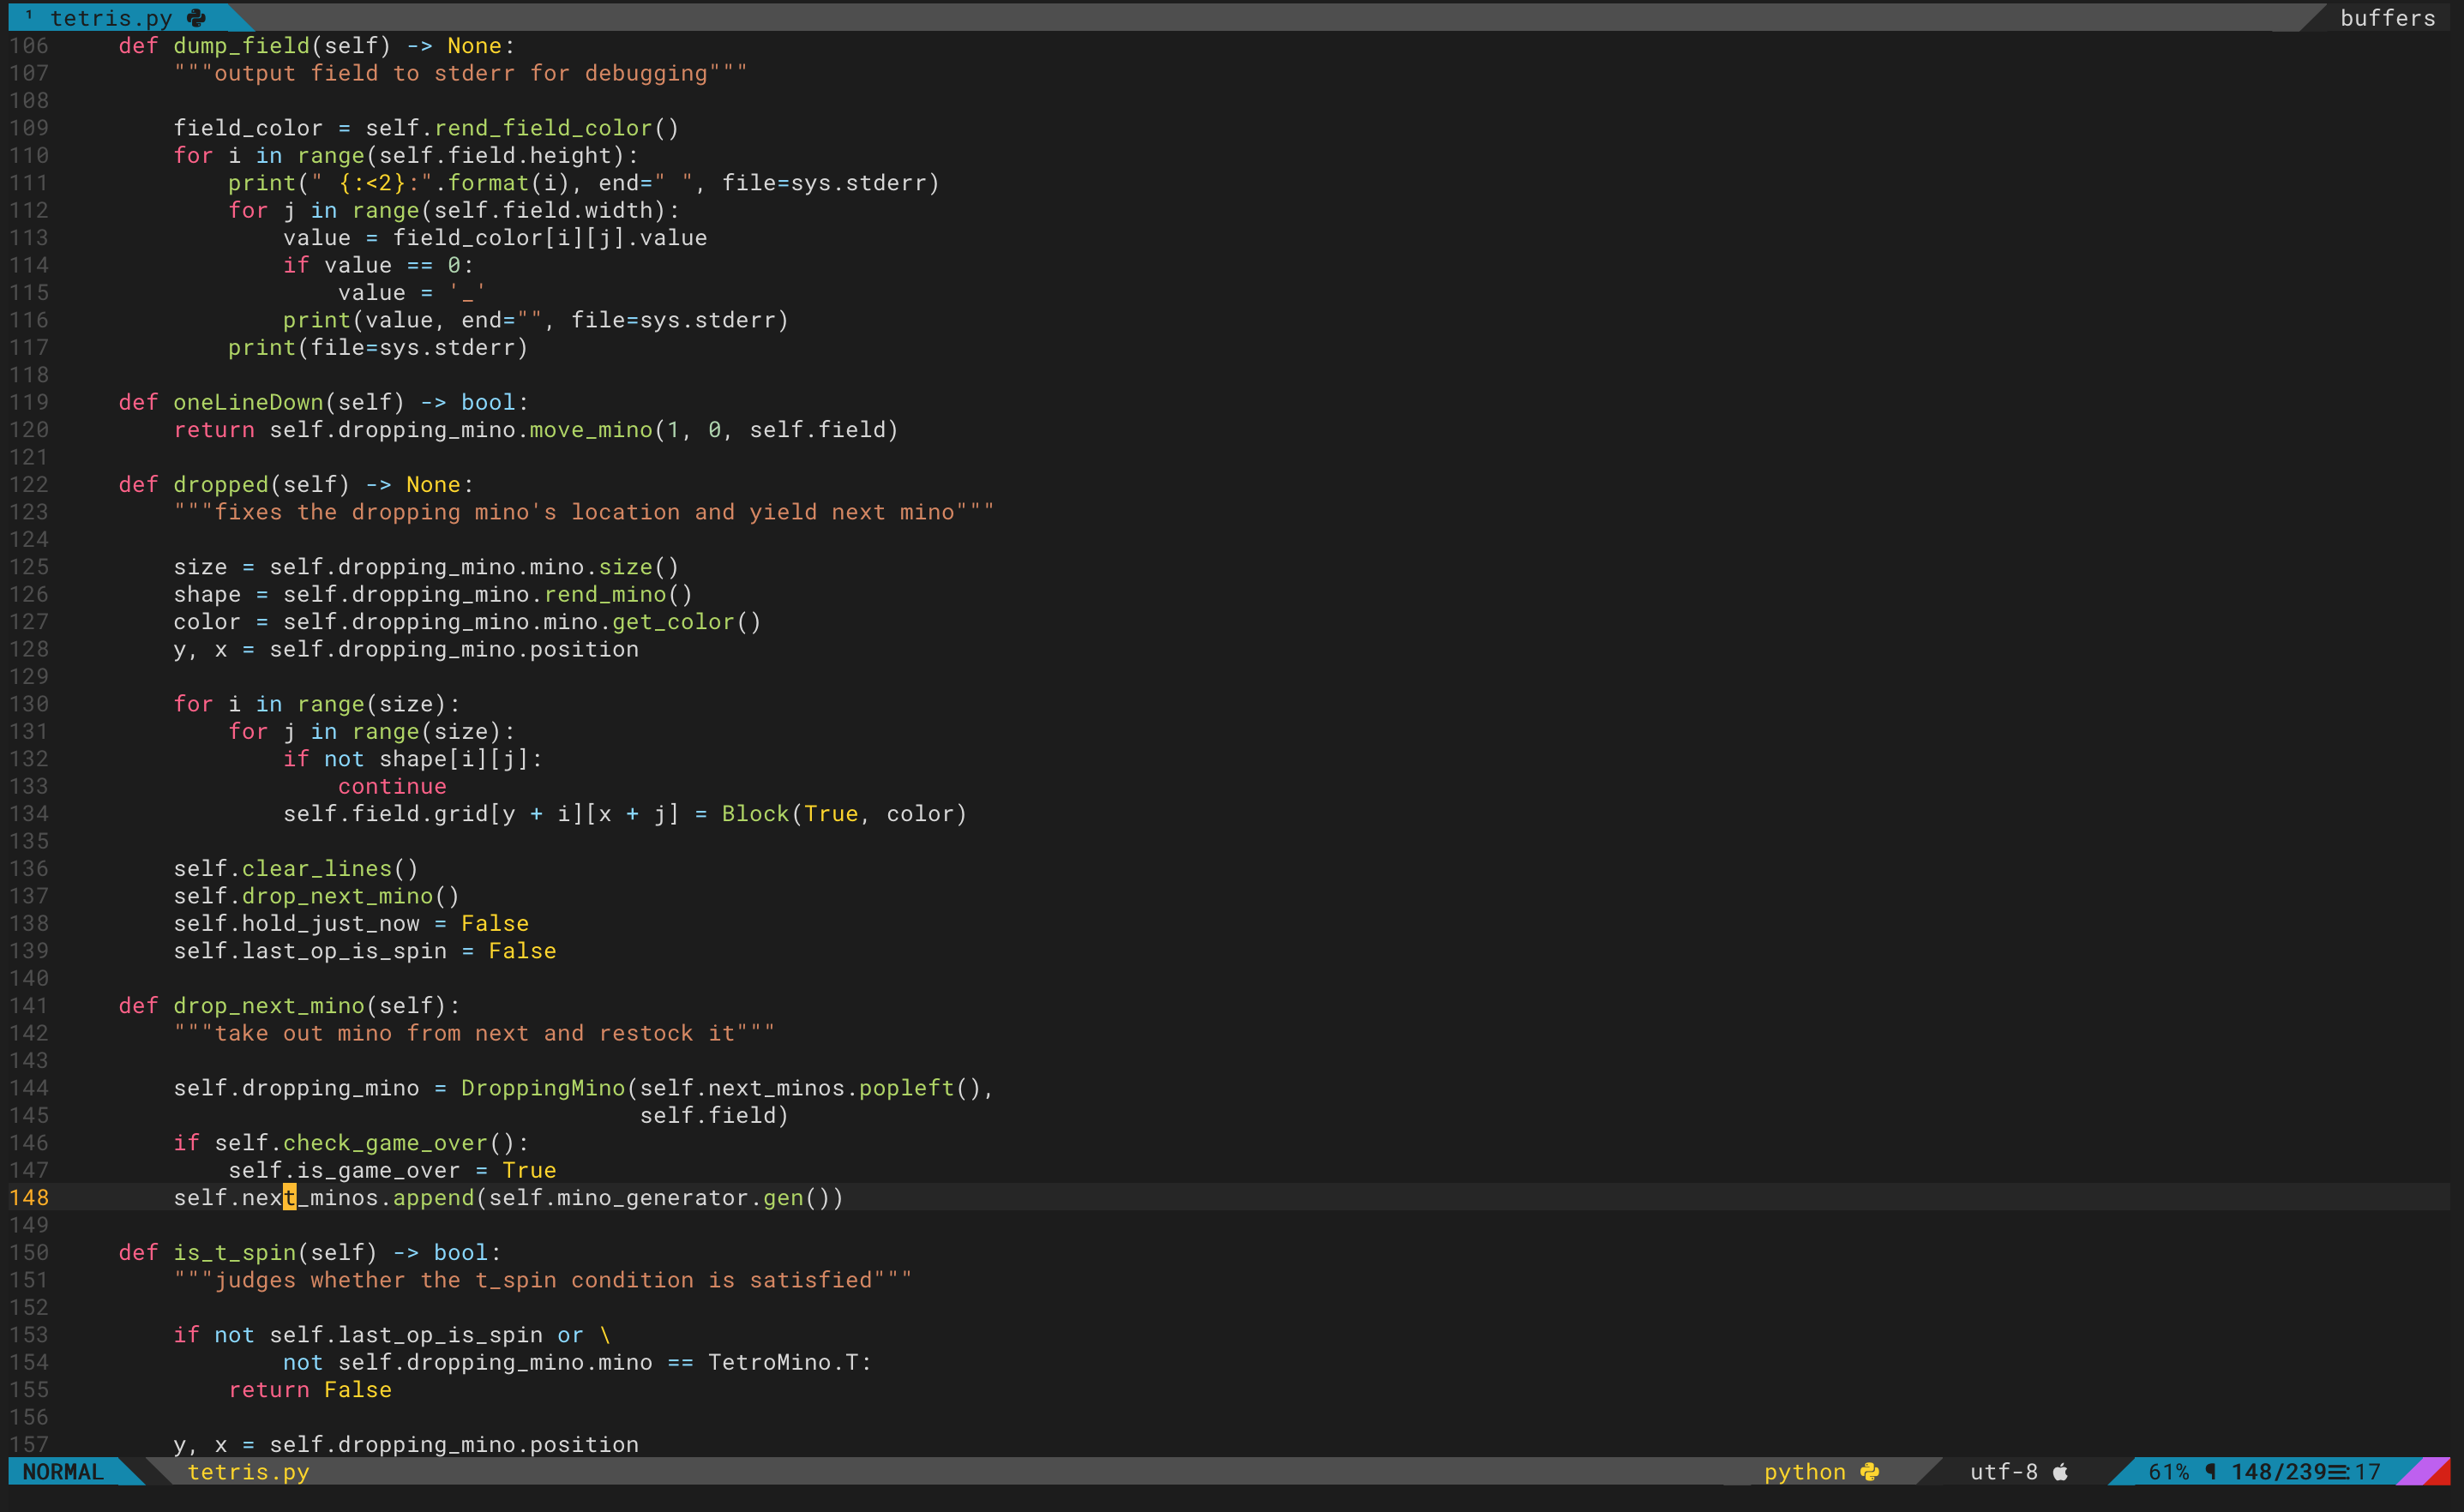 ¹ tetris.py buffers
106     def dump_field(self) -> None:
107         """output field to stderr for debugging"""
108
109         field_color = self.rend_field_color()
110         for i in range(self.field.height):
111             print(" {:<2}:".format(i), end=" ", file=sys.stderr)
112             for j in range(self.field.width):
113                 value = field_color[i][j].value
114                 if value == 0:
115                     value = '_'
116                 print(value, end="", file=sys.stderr)
117             print(file=sys.stderr)
118
119     def oneLineDown(self) -> bool:
120         return self.dropping_mino.move_mino(1, 0, self.field)
121
122     def dropped(self) -> None:
123         """fixes the dropping mino's location and yield next mino"""
124
125         size = self.dropping_mino.mino.size()
126         shape = self.dropping_mino.rend_mino()
127         color = self.dropping_mino.mino.get_color()
128         y, x = self.dropping_mino.position
129
130         for i in range(size):
131             for j in range(size):
132                 if not shape[i][j]:
133                     continue
134                 self.field.grid[y + i][x + j] = Block(True, color)
135
136         self.clear_lines()
137         self.drop_next_mino()
138         self.hold_just_now = False
139         self.last_op_is_spin = False
140
141     def drop_next_mino(self):
142         """take out mino from next and restock it"""
143
144         self.dropping_mino = DroppingMino(self.next_minos.popleft(),
145                                           self.field)
146         if self.check_game_over():
147             self.is_game_over = True
148         self.next_minos.append(self.mino_generator.gen())
149
150     def is_t_spin(self) -> bool:
151         """judges whether the t_spin condition is satisfied"""
152
153         if not self.last_op_is_spin or \
154                 not self.dropping_mino.mino == TetroMino.T:
155             return False
156
157         y, x = self.dropping_mino.position
NORMAL tetris.py python utf-8 61% ¶ 148/239☰:17